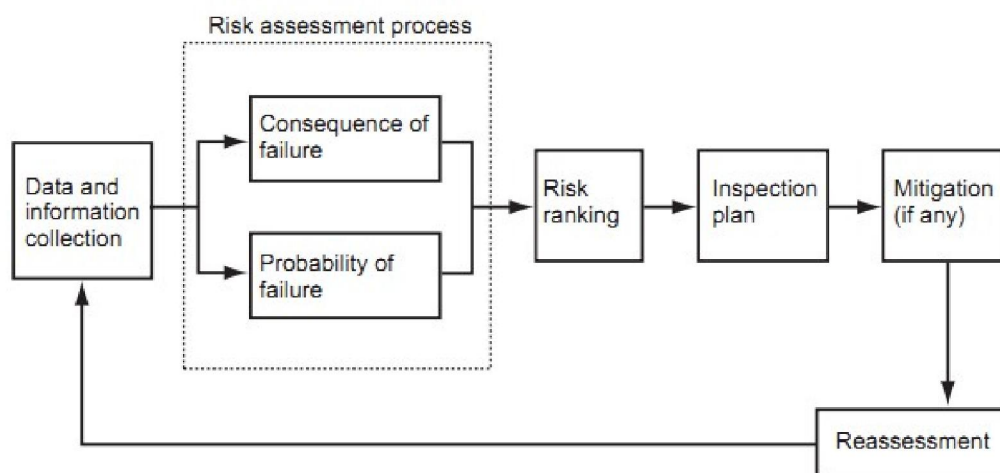 Risk assessment process
Consequence of
failure
Data and
information
collection
Probability of
failure
Risk
ranking
Inspection
plan
Mitigation
(if any)
Reassessment